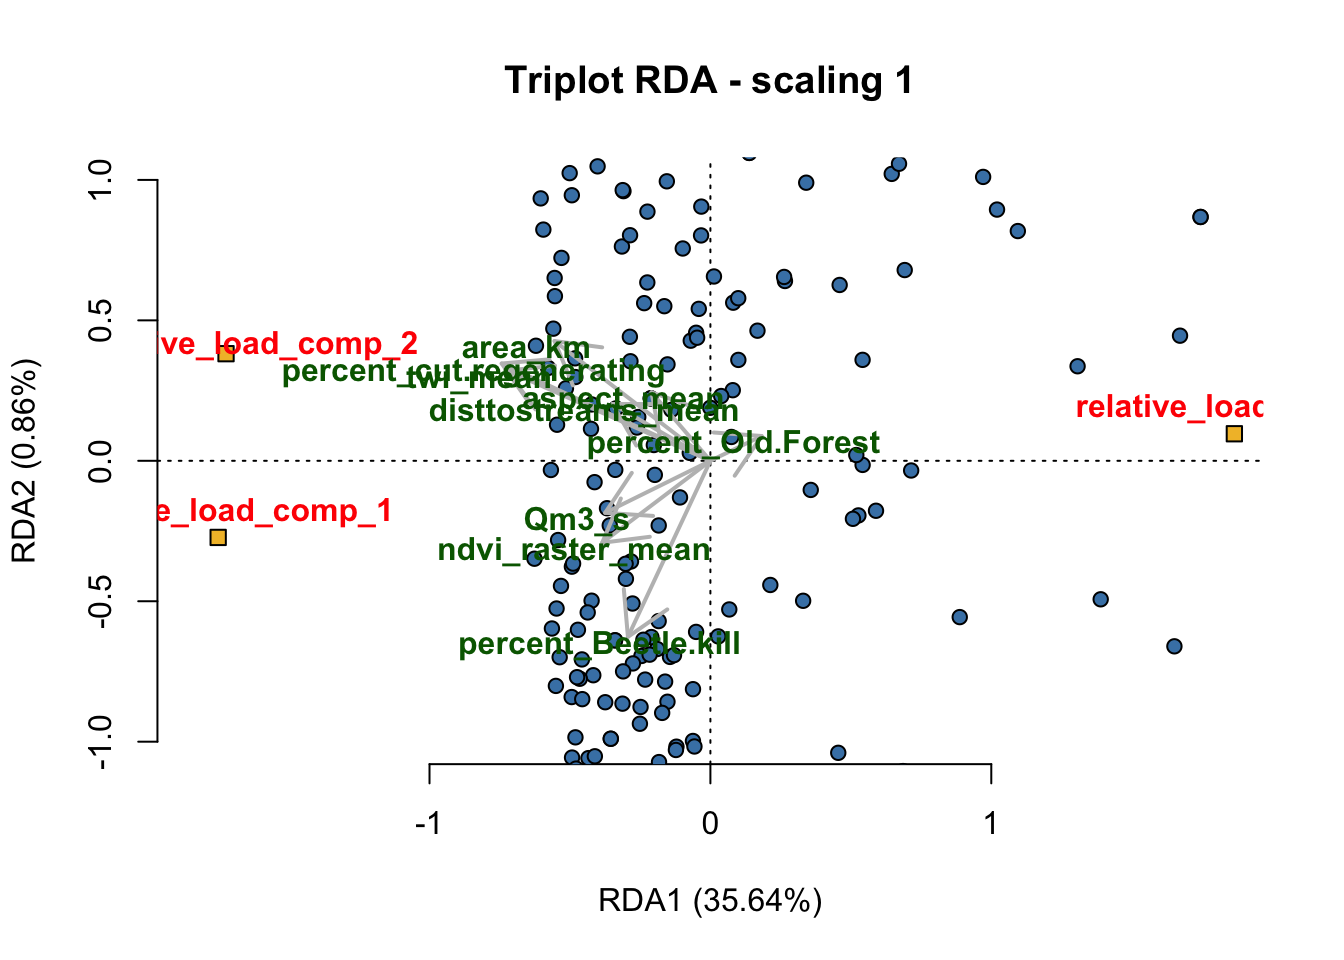 Triplot RDA - scaling 1
1.0
0.5
0.0
-0.5
-1.0
RDA2 (0.86%)
ve_load_comp_2
area_km
percent_cut.regenerating
twi_mean
aspect_mean
disttostreams_mean
relative_load
percent_Old.Forest
e_load_comp_1
Qm3_s
ndvi_raster_mean
percent_Beetle.kill
-1
0
1
RDA1 (35.64%)